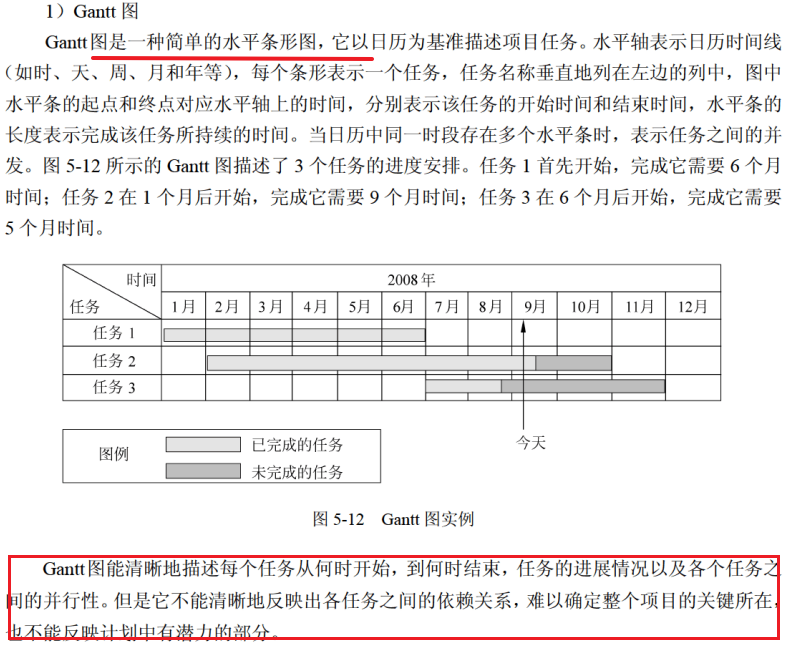 1）Gantt 图
Gantt 图是一种简单的水平条形图，它以日历为基准描述项目任务。水平轴表示日历时间线
（如时、天、周、月和年等），每个条形表示一个任务，任务名称垂直地列在左边的列中，图中
水平条的起点和终点对应水平轴上的时间，分别表示该任务的开始时间和结束时间，水平条的
长度表示完成该任务所持续的时间。当日历中同一时段存在多个水平条时，表示任务之间的并
发。图 5-12 所示的 Gantt 图描述了 3 个任务的进度安排。任务 1 首先开始，完成它需要 6 个月
时间；任务 2 在 1 个月后开始，完成它需要 9 个月时间；任务 3 在 6 个月后开始，完成它需要
5 个月时间。
时间 2008 年
任务 1月 2月 3月 4月 5月 6月 7月 8月 9月 10月 11月 12月
任务 1
任务 2
任务 3
今天
图例
已完成的任务
未完成的任务
图 5-12 Gantt 图实例
Gantt 图能清晰地描述每个任务从何时开始，到何时结束，任务的进展情况以及各个任务之
间的并行性。但是它不能清晰地反映出各任务之间的依赖关系，难以确定整个项目的关键所在，
也不能反映计划中有潜力的部分。